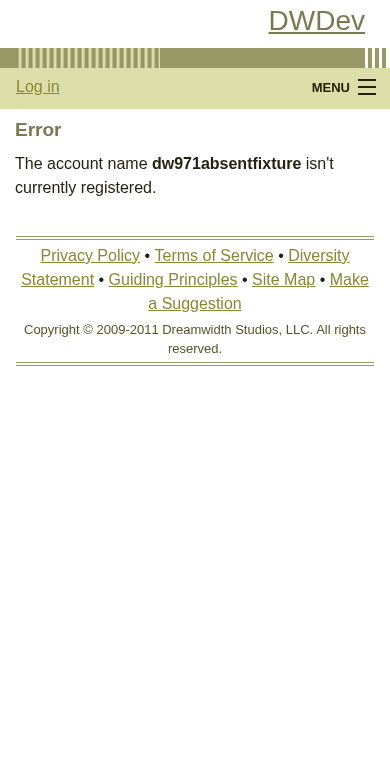 DWDev
Log in
MENU
Error
The account name dw971absentfixture isn't
currently registered.
Privacy Policy • Terms of Service • Diversity
Statement • Guiding Principles • Site Map • Make
a Suggestion
Copyright © 2009-2011 Dreamwidth Studios, LLC. All rights
reserved.